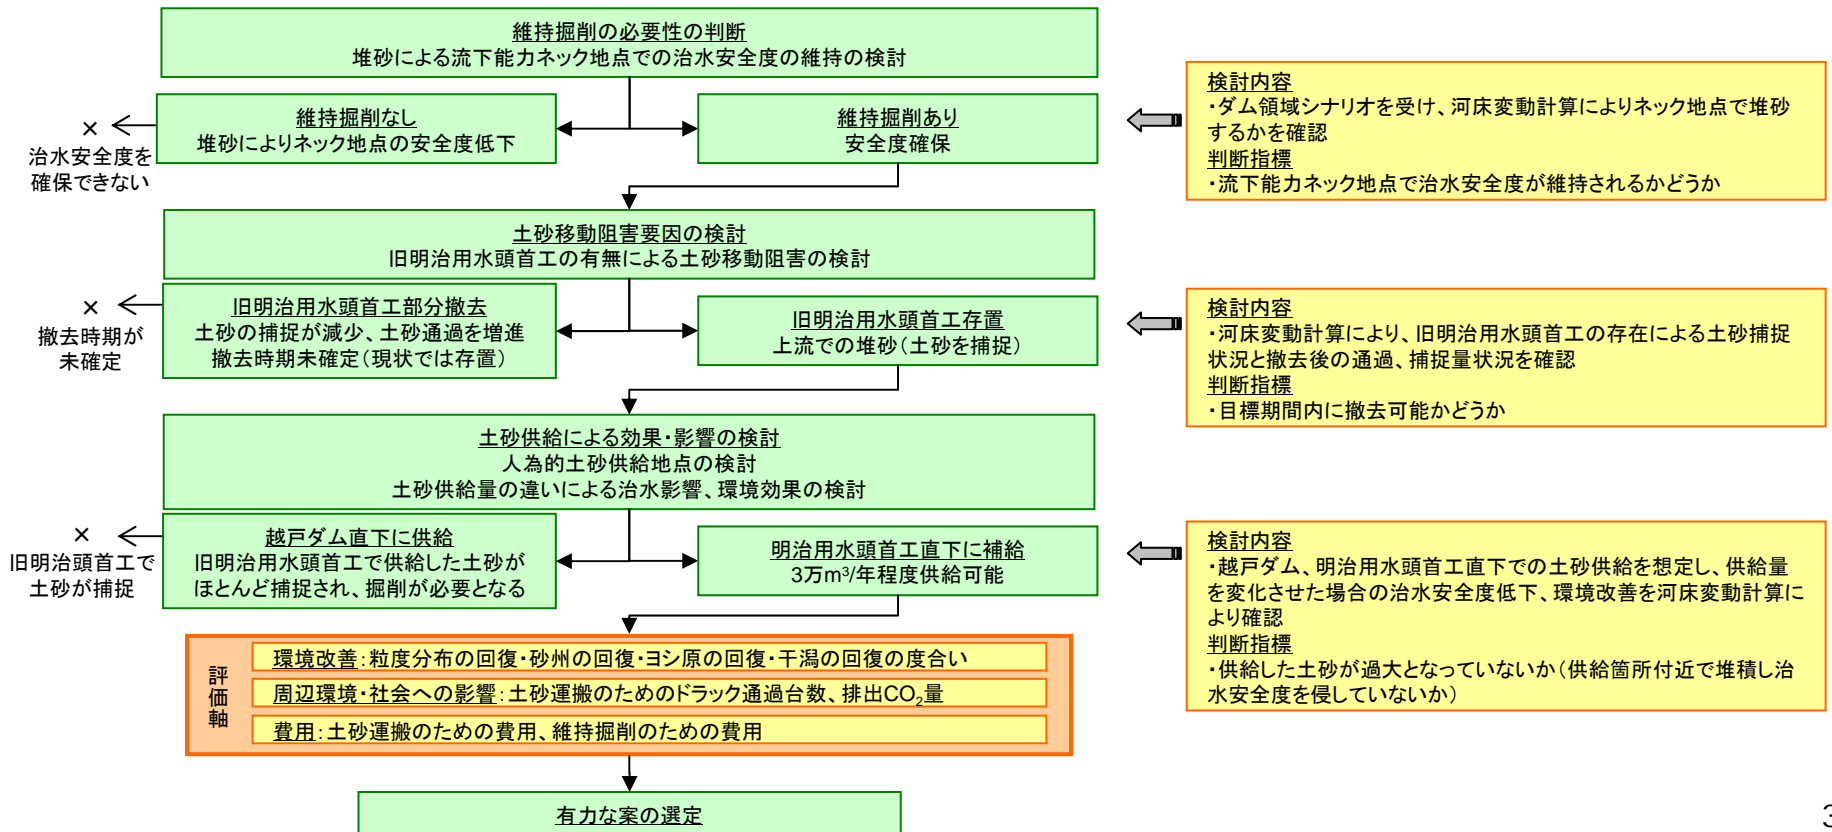 維持掘削の必要性の判断
堆砂による流下能力ネック地点での治水安全度の維持の検討
維持掘削なし
堆砂によりネック地点の安全度低下
維持掘削あり
安全度確保
×
治水安全度を
確保できない
検討内容
・ダム領域シナリオを受け、河床変動計算によりネック地点で堆砂
するかを確認
判断指標
・流下能力ネック地点で治水安全度が維持されるかどうか
土砂移動阻害要因の検討
旧明治用水頭首工の有無による土砂移動阻害の検討
旧明治用水頭首工部分撤去
土砂の捕捉が減少、土砂通過を増進
撤去時期未確定(現状では存置)
旧明治用水頭首工存置
上流での堆砂(土砂を捕捉)
×
撤去時期が
未確定
検討内容
・河床変動計算により、旧明治用水頭首工の存在による土砂捕捉
状況と撤去後の通過、捕捉量状況を確認
判断指標
・目標期間内に撤去可能かどうか
土砂供給による効果・影響の検討
人為的土砂供給地点の検討
土砂供給量の違いによる治水影響、環境効果の検討
越戸ダム直下に供給
旧明治用水頭首工で供給した土砂が
ほとんど捕捉され、掘削が必要となる
明治用水頭首工直下に補給
3万m³/年程度供給可能
×
旧明治頭首工で
土砂が捕捉
検討内容
・越戸ダム、明治用水頭首工直下での土砂供給を想定し、供給量
を変化させた場合の治水安全度低下、環境改善を河床変動計算に
より確認
判断指標
・供給した土砂が過大となっていないか(供給箇所付近で堆積し治
水安全度を侵していないか)
評価軸
環境改善:粒度分布の回復・砂州の回復・ヨシ原の回復・干潟の回復の度合い
周辺環境・社会への影響:土砂運搬のためのドラック通過台数、排出CO₂量
費用:土砂運搬のための費用、維持掘削のための費用
有力な案の選定
3